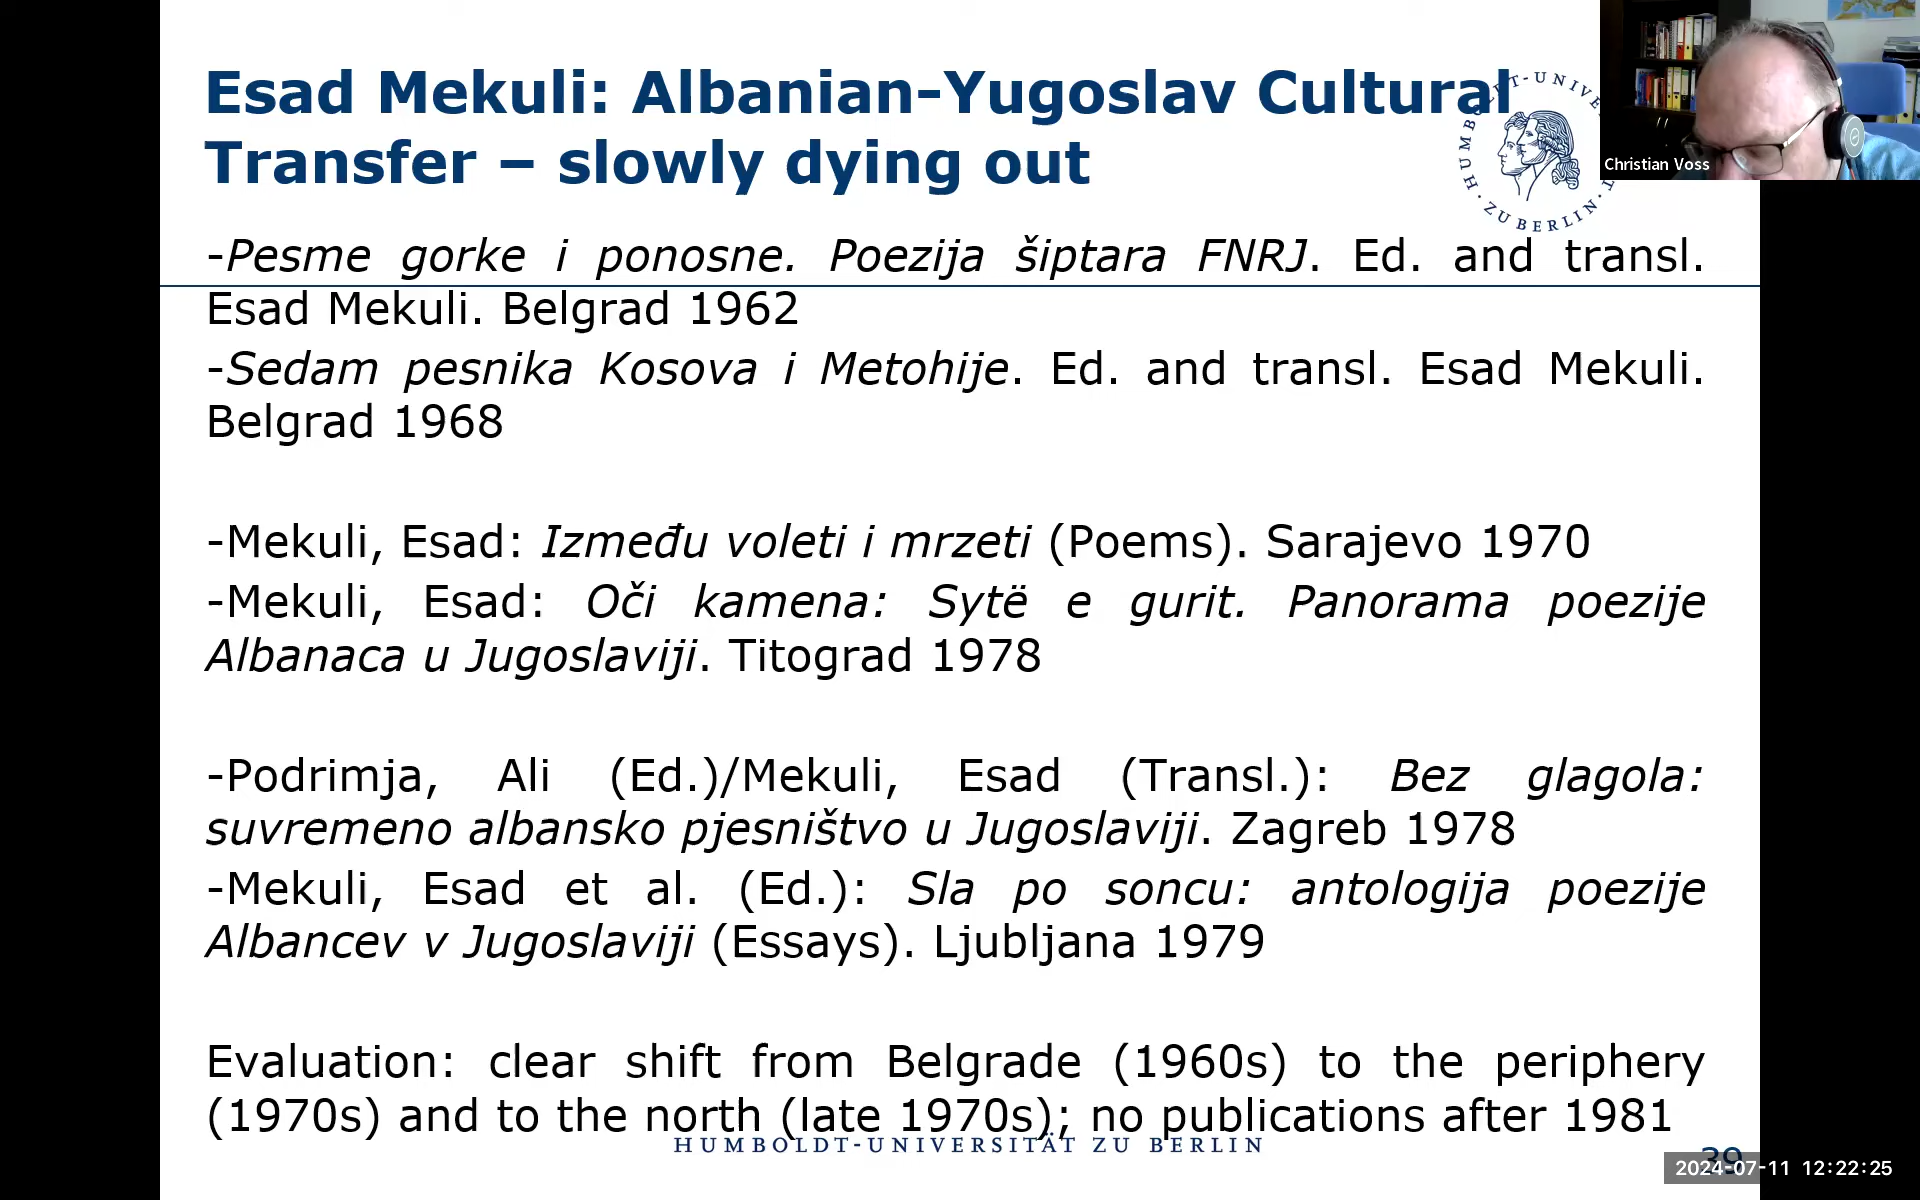 Esad Mekuli: Albanian-Yugoslav Cultural
Transfer – slowly dying out
Christian Voss
-Pesme gorke i ponosne. Poezija šiptara FNRJ. Ed. and transl.
Esad Mekuli. Belgrad 1962
-Sedam pesnika Kosova i Metohije. Ed. and transl. Esad Mekuli.
Belgrad 1968
-Mekuli, Esad: Između voleti i mrzeti (Poems). Sarajevo 1970
-Mekuli, Esad: Oči kamena: Sytë e gurit. Panorama poezije
Albanaca u Jugoslaviji. Titograd 1978
-Podrimja, Ali (Ed.)/Mekuli, Esad (Transl.): Bez glagola:
suvremeno albansko pjesništvo u Jugoslaviji. Zagreb 1978
-Mekuli, Esad et al. (Ed.): Sla po soncu: antologija poezije
Albancev v Jugoslaviji (Essays). Ljubljana 1979
Evaluation: clear shift from Belgrade (1960s) to the periphery
(1970s) and to the north (late 1970s); no publications after 1981
HUMBOLDT-UNIVERSITÄT ZU BERLIN
39
2024-07-11 12:22:25